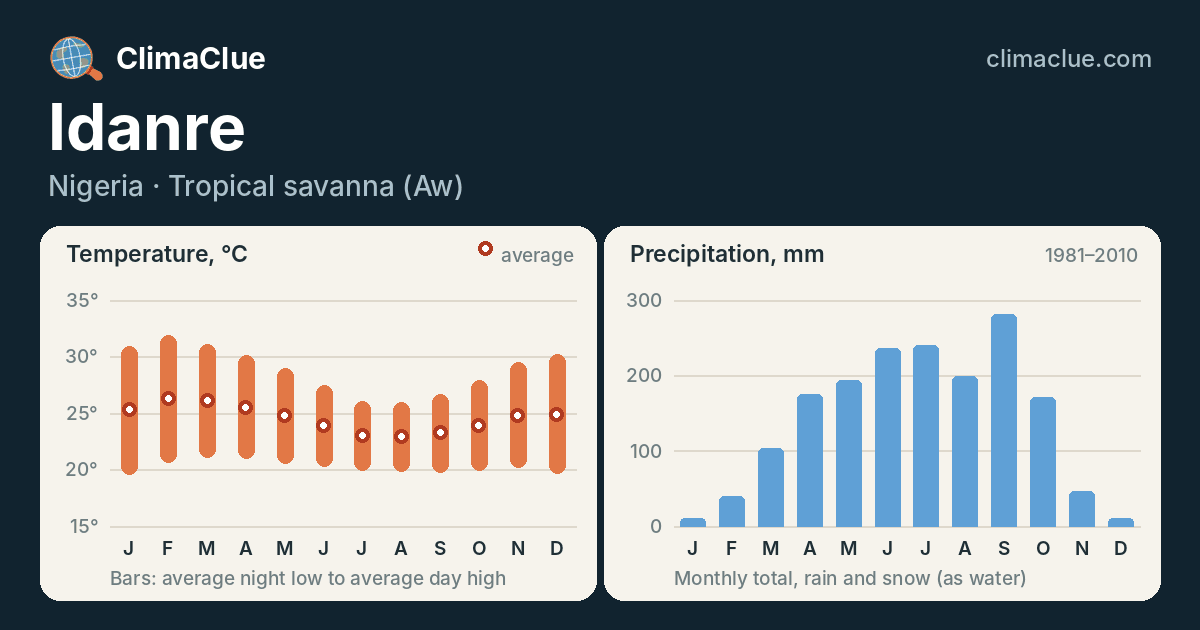 ClimaClue
climaclue.com
Idanre
Nigeria · Tropical savanna (Aw)
Temperature, °C
average
35°
30°
25°
20°
15°
J F M A M J J A S O N D
Bars: average night low to average day high
Precipitation, mm
1981–2010
300
200
100
0
J F M A M J J A S O N D
Monthly total, rain and snow (as water)